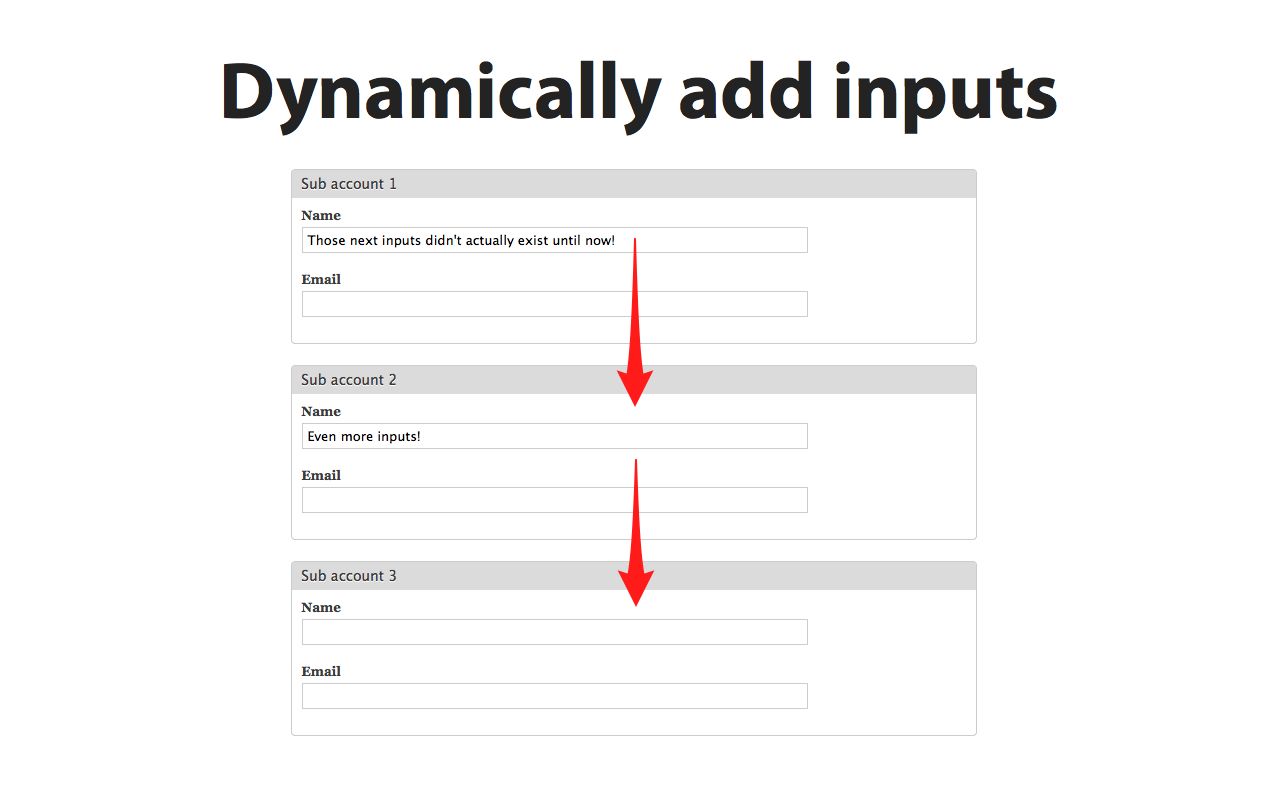 Dynamically add inputs
Sub account 1
Name
Those next inputs didn't actually exist until now!
Email
Sub account 2
Name
Even more inputs!
Email
Sub account 3
Name
Email